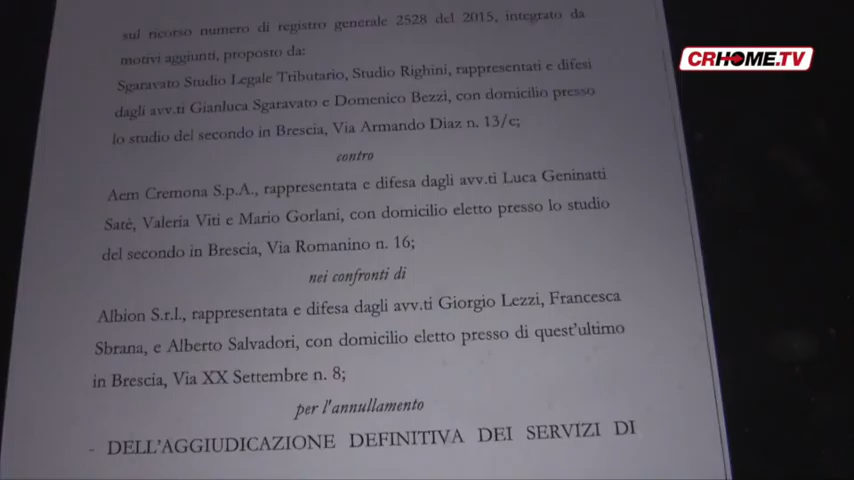 CRHOME.TV
sul ricorso numero di registro generale 2528 del 2015, integrato da
motivi aggiunti, proposto da:
Sgaravato Studio Legale Tributario, Studio Righini, rappresentati e difesi
dagli avv.ti Gianluca Sgaravato e Domenico Bezzi, con domicilio presso
lo studio del secondo in Brescia, Via Armando Diaz n. 13/c;
contro
Aem Cremona S.p.A., rappresentata e difesa dagli avv.ti Luca Geninatti
Satè, Valeria Viti e Mario Gorlani, con domicilio eletto presso lo studio
del secondo in Brescia, Via Romanino n. 16;
nei confronti di
Albion S.r.l., rappresentata e difesa dagli avv.ti Giorgio Lezzi, Francesca
Sbrana, e Alberto Salvadori, con domicilio eletto presso di quest'ultimo
in Brescia, Via XX Settembre n. 8;
per l'annullamento
- DELL'AGGIUDICAZIONE DEFINITIVA DEI SERVIZI DI